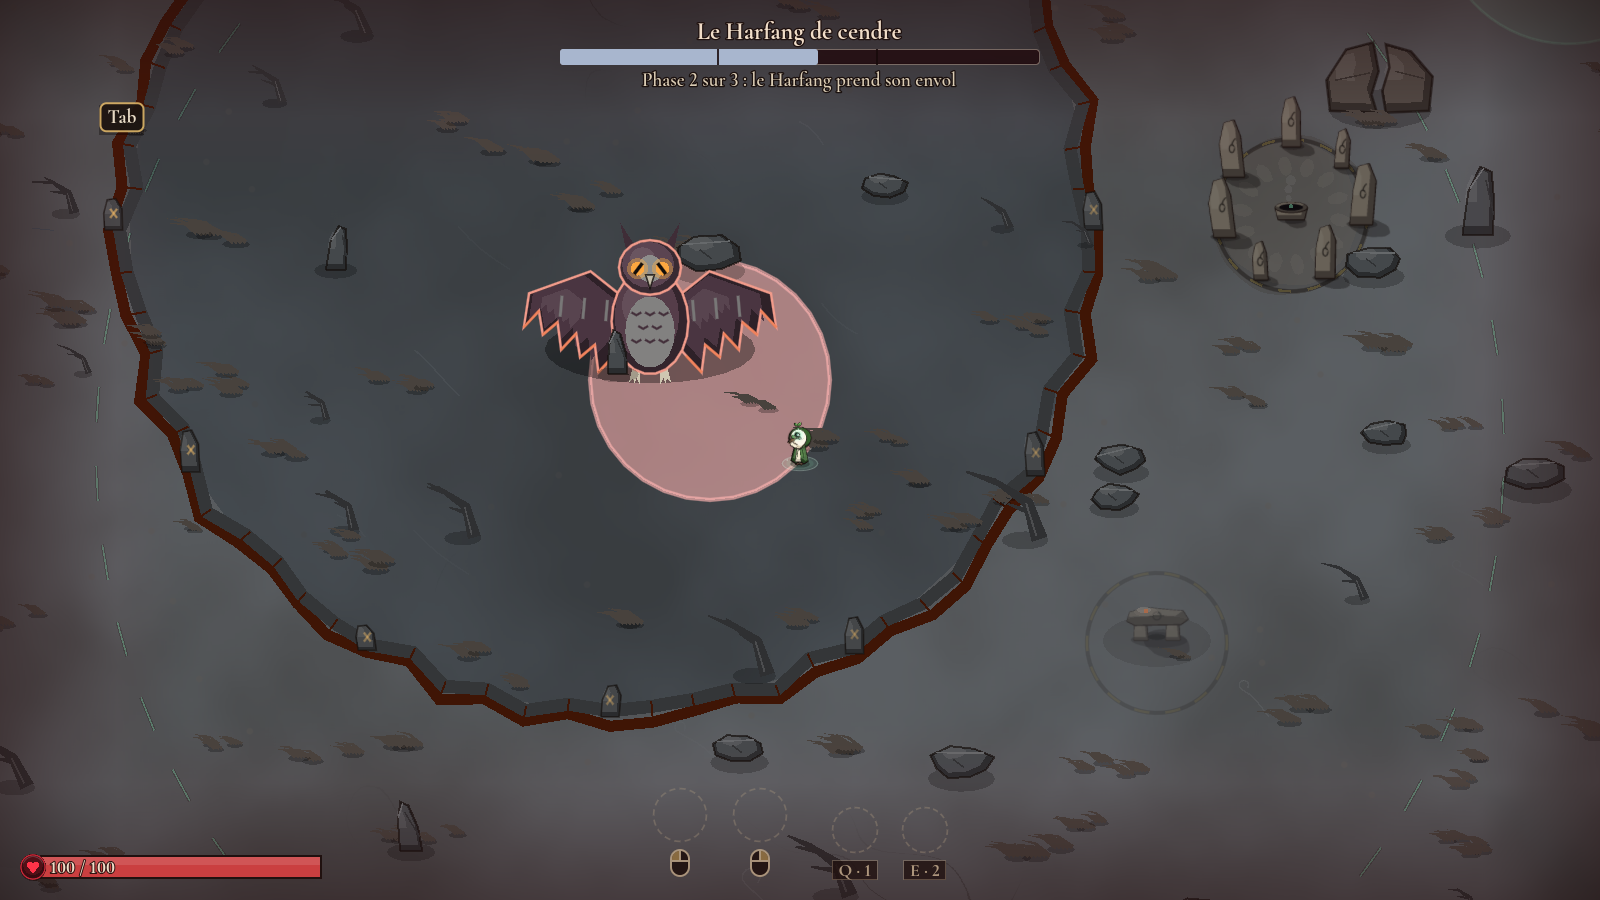 Le Harfang de cendre
Phase 2 sur 3 : le Harfang prend son envol
Tab
X
X
X
X
X
X
X
100 / 100
Q · 1
E · 2